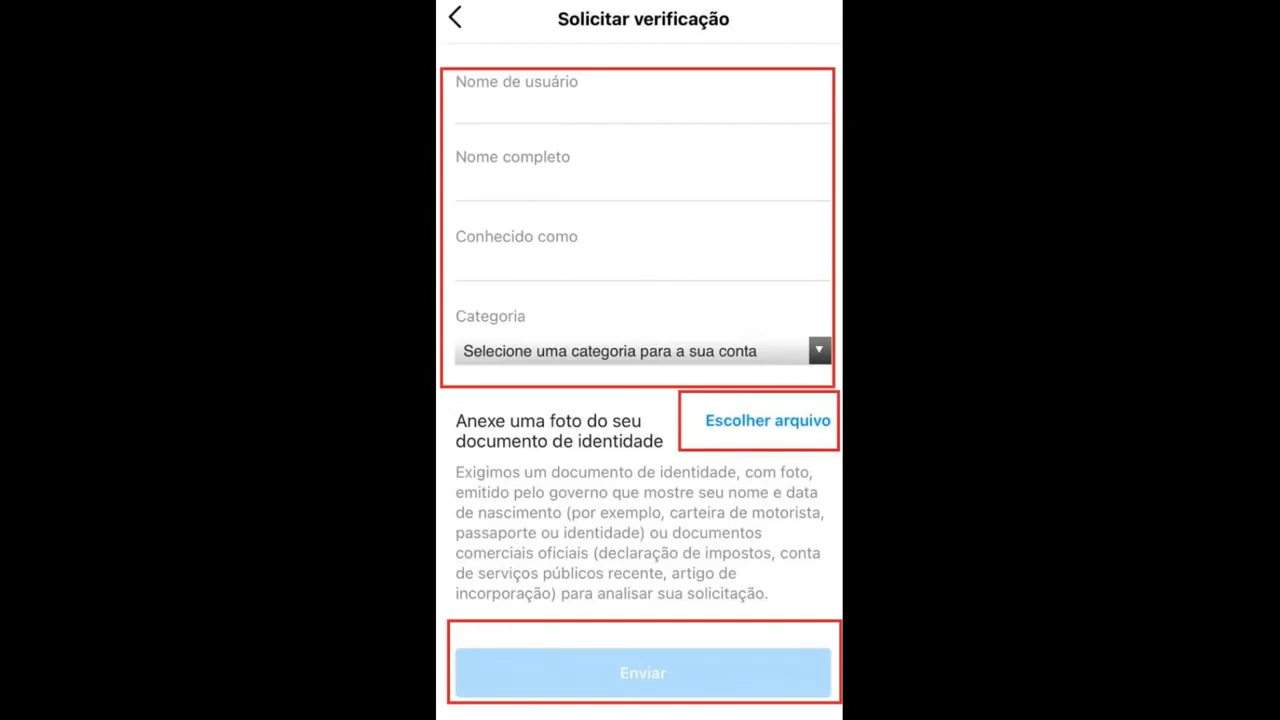 Solicitar verificação
Nome de usuário
Nome completo
Conhecido como
Categoria
Selecione uma categoria para a sua conta
Anexe uma foto do seu
documento de identidade
Escolher arquivo
Exigimos um documento de identidade, com foto,
emitido pelo governo que mostre seu nome e data
de nascimento (por exemplo, carteira de motorista,
passaporte ou identidade) ou documentos
comerciais oficiais (declaração de impostos, conta
de serviços públicos recente, artigo de
incorporação) para analisar sua solicitação.
Enviar